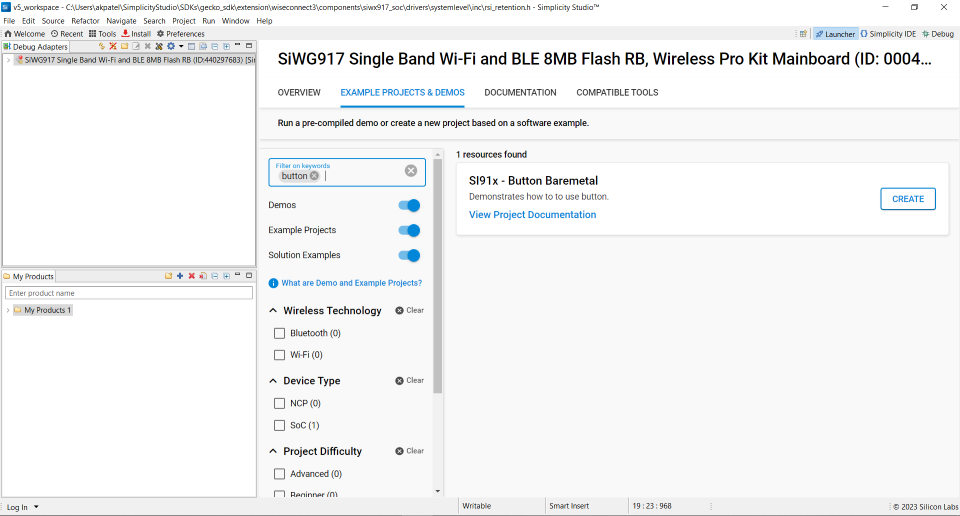 v5_workspace - C:\Users\akpatel\SimplicityStudio\SDKs\gecko_sdk\extension\wiseconnect3\components\siwx917_soc\drivers\systemlevel\inc\rsi_retention.h - Simplicity Studio™
File Edit Source Refactor Navigate Search Project Run Window Help
Welcome Recent Tools Install Preferences
Launcher Simplicity IDE Debug
Debug Adapters
SiWG917 Single Band Wi-Fi and BLE 8MB Flash RB (ID:440297683) [Si
My Products
Enter product name
My Products 1
SiWG917 Single Band Wi-Fi and BLE 8MB Flash RB, Wireless Pro Kit Mainboard (ID: 0004...
OVERVIEW EXAMPLE PROJECTS & DEMOS DOCUMENTATION COMPATIBLE TOOLS
Run a pre-compiled demo or create a new project based on a software example.
Filter on keywords
button
Demos
Example Projects
Solution Examples
What are Demo and Example Projects?
Wireless Technology Clear
Bluetooth (0)
Wi-Fi (0)
Device Type Clear
NCP (0)
SoC (1)
Project Difficulty Clear
Advanced (0)
Beginner (0)
1 resources found
SI91x - Button Baremetal
Demonstrates how to to use button.
View Project Documentation
CREATE
Log In
Writable
Smart Insert
19 : 23 : 968
© 2023 Silicon Labs